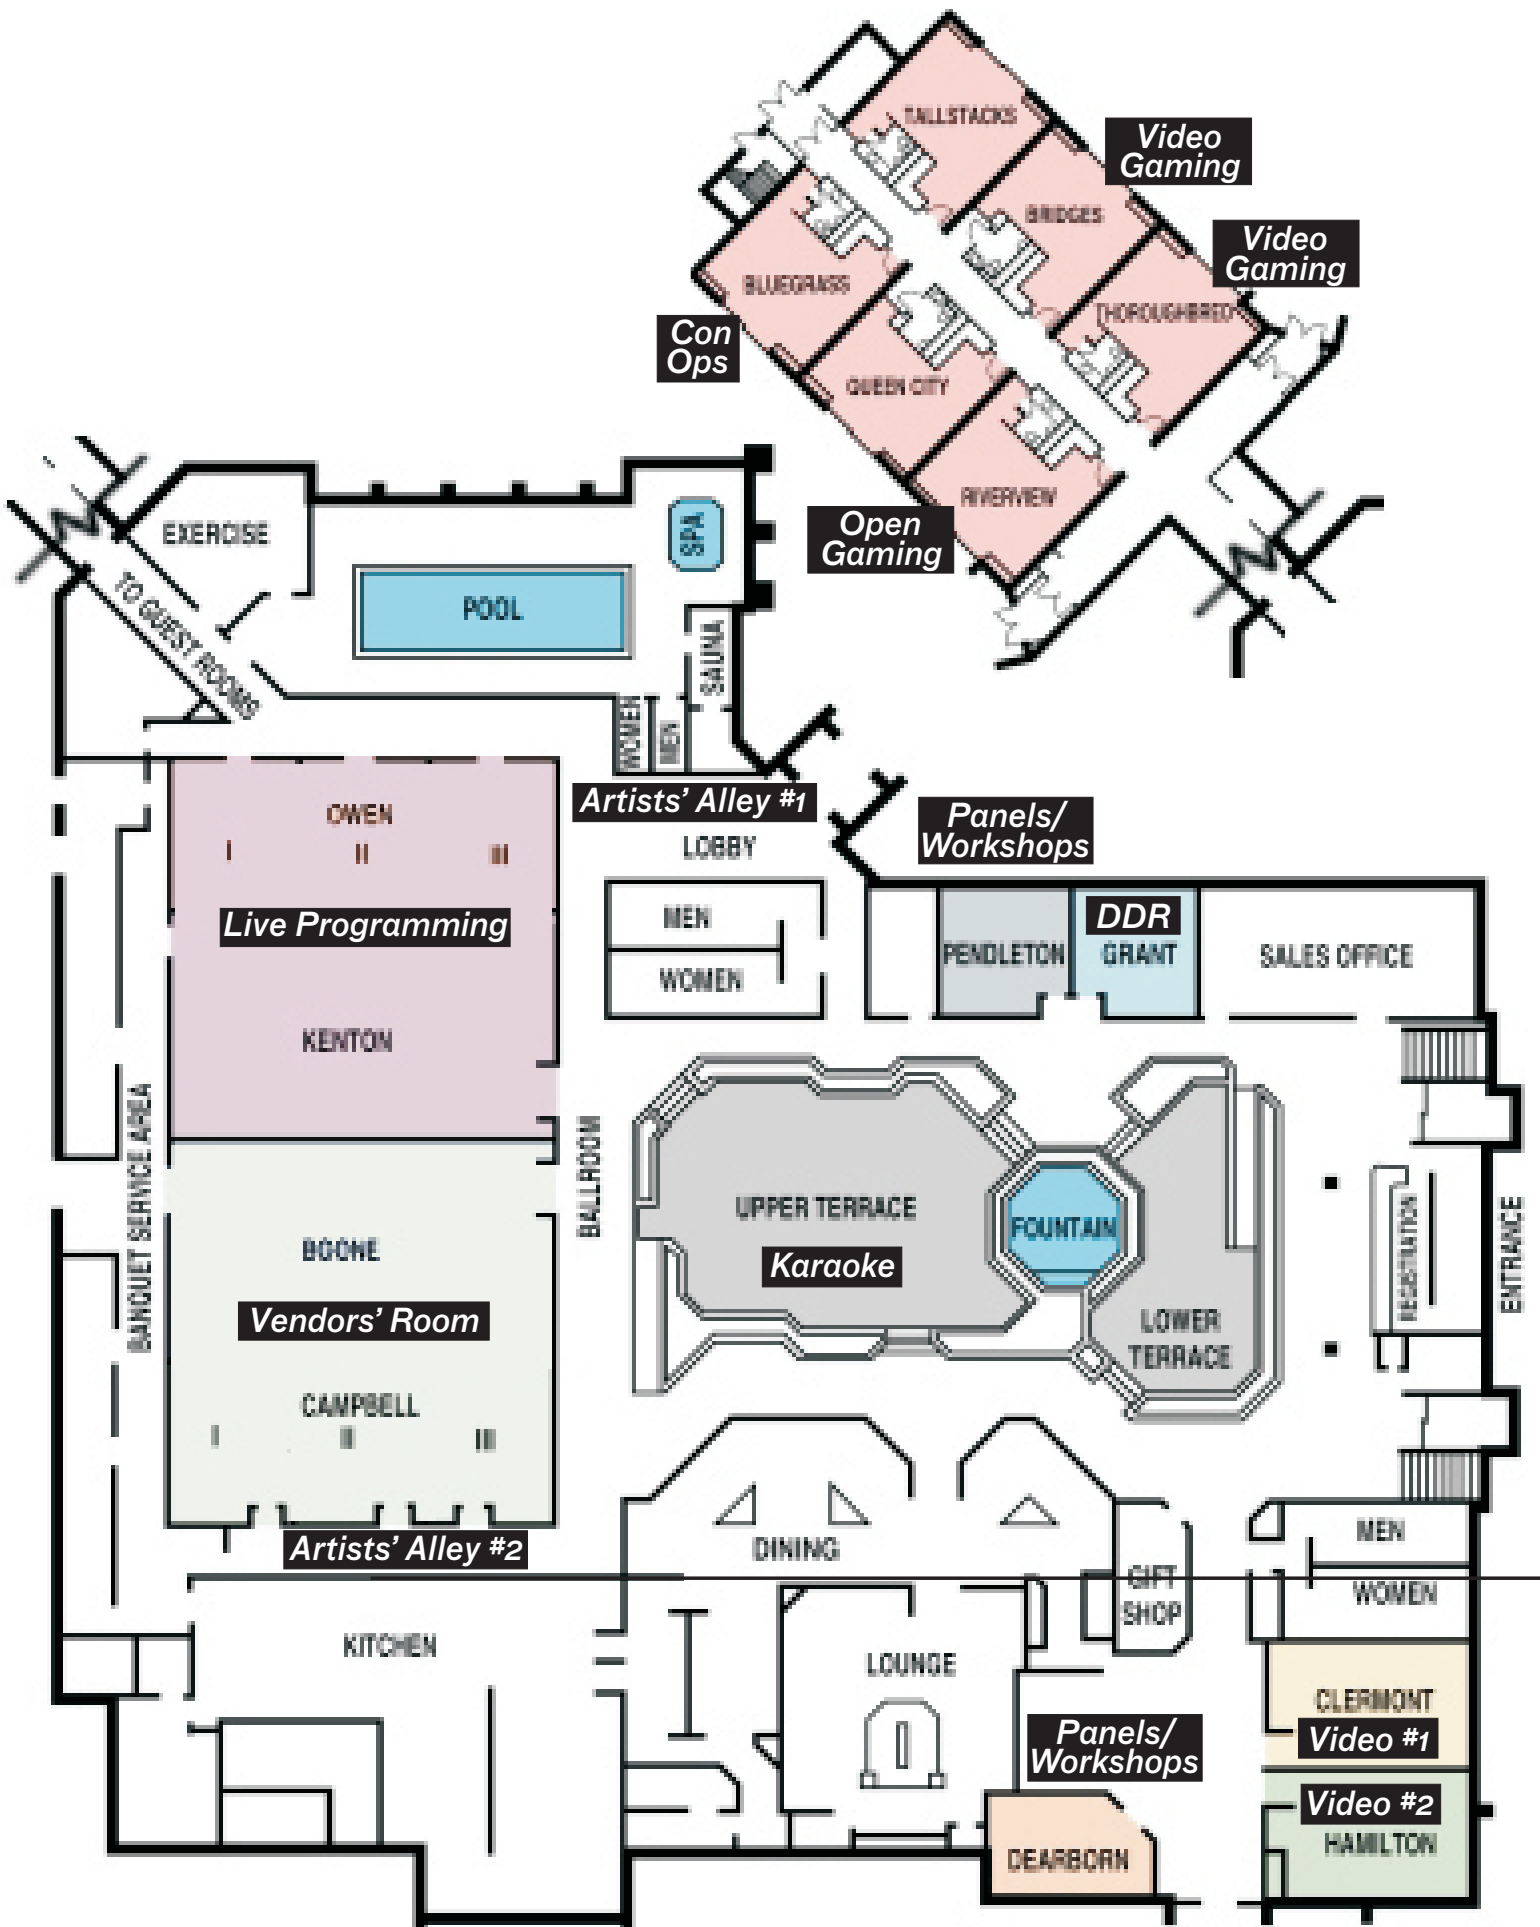 TALLSTACKS
Video
Gaming
BRIDGES
Video
Gaming
BLUEGRASS
THOROUGHBRED
Con
Ops
QUEEN CITY
RIVERVIEW
Open
Gaming
EXERCISE
SPA
POOL
TO GUEST ROOMS
SAUNA
WOMEN
MEN
Artists' Alley #1
LOBBY
Panels/
Workshops
OWEN
I II III
Live Programming
MEN
WOMEN
DDR
PENDLETON
GRANT
SALES OFFICE
KENTON
BANQUET SERVICE AREA
BALLROOM
UPPER TERRACE
Karaoke
FOUNTAIN
LOWER
TERRACE
REGISTRATION
ENTRANCE
BOONE
Vendors' Room
CAMPBELL
I II III
Artists' Alley #2
DINING
GIFT
SHOP
MEN
WOMEN
KITCHEN
LOUNGE
CLERMONT
Video #1
Panels/
Workshops
Video #2
HAMILTON
DEARBORN